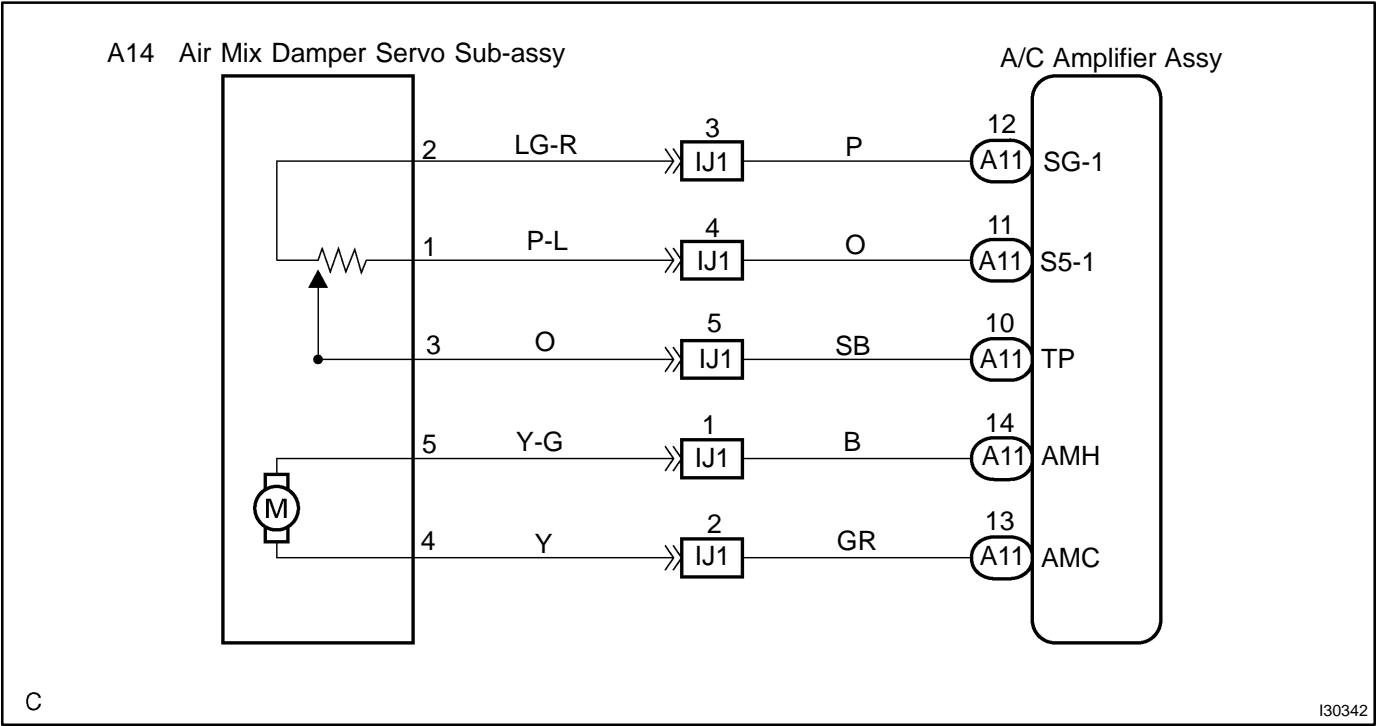 A14 Air Mix Damper Servo Sub-assy
A/C Amplifier Assy
2 LG-R 3 IJ1 P 12 A11 SG-1
1 P-L 4 IJ1 O 11 A11 S5-1
3 O 5 IJ1 SB 10 A11 TP
5 Y-G 1 IJ1 B 14 A11 AMH
M
4 Y 2 IJ1 GR 13 A11 AMC
C
I30342